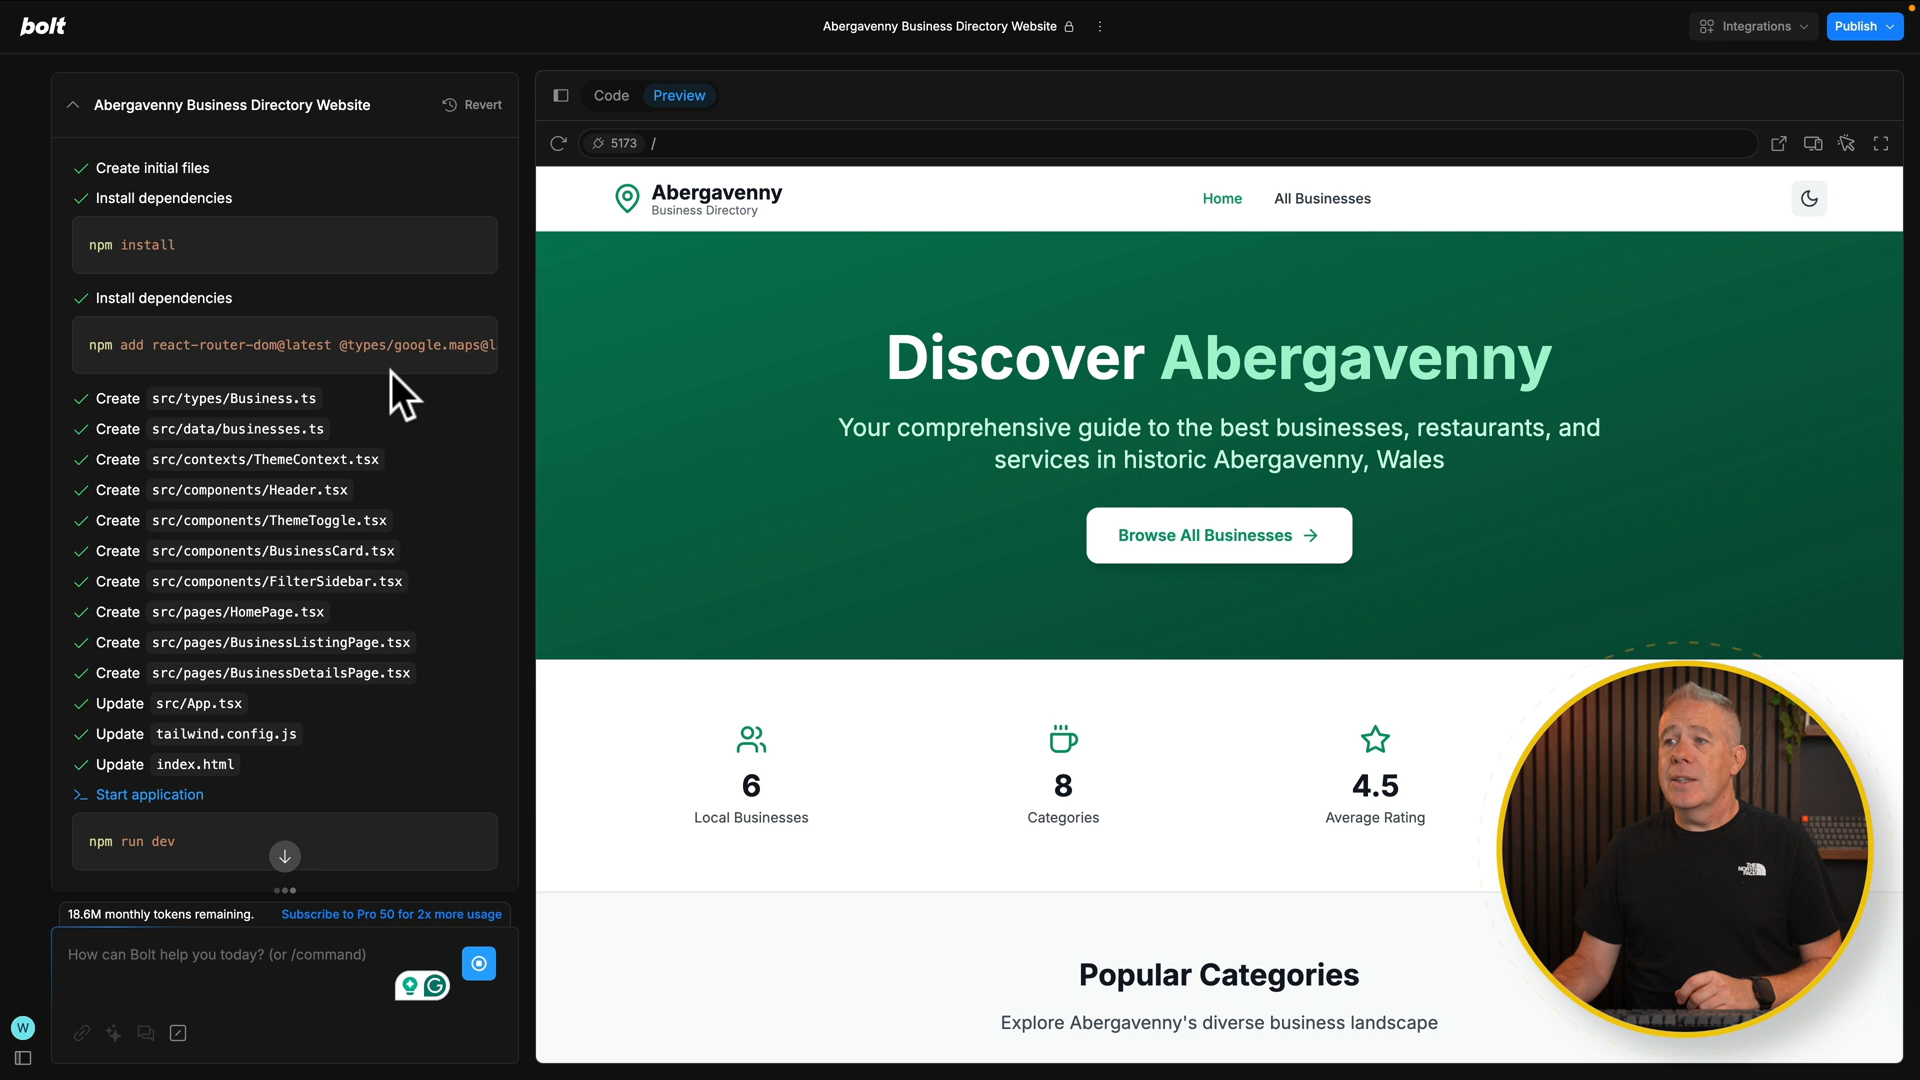 bolt
Abergavenny Business Directory Website
Integrations
Publish
Abergavenny Business Directory Website
Revert
Create initial files
Install dependencies
npm install
Install dependencies
npm add react-router-dom@latest @types/google.maps@l
Create src/types/Business.ts
Create src/data/businesses.ts
Create src/contexts/ThemeContext.tsx
Create src/components/Header.tsx
Create src/components/ThemeToggle.tsx
Create src/components/BusinessCard.tsx
Create src/components/FilterSidebar.tsx
Create src/pages/HomePage.tsx
Create src/pages/BusinessListingPage.tsx
Create src/pages/BusinessDetailsPage.tsx
Update src/App.tsx
Update tailwind.config.js
Update index.html
Start application
npm run dev
18.6M monthly tokens remaining. Subscribe to Pro 50 for 2x more usage
How can Bolt help you today? (or /command)
W
Code Preview
5173 /
Abergavenny
Business Directory
Home All Businesses
Discover Abergavenny
Your comprehensive guide to the best businesses, restaurants, and
services in historic Abergavenny, Wales
Browse All Businesses
6
Local Businesses
8
Categories
4.5
Average Rating
Popular Categories
Explore Abergavenny's diverse business landscape
THE
NORTH
FACE